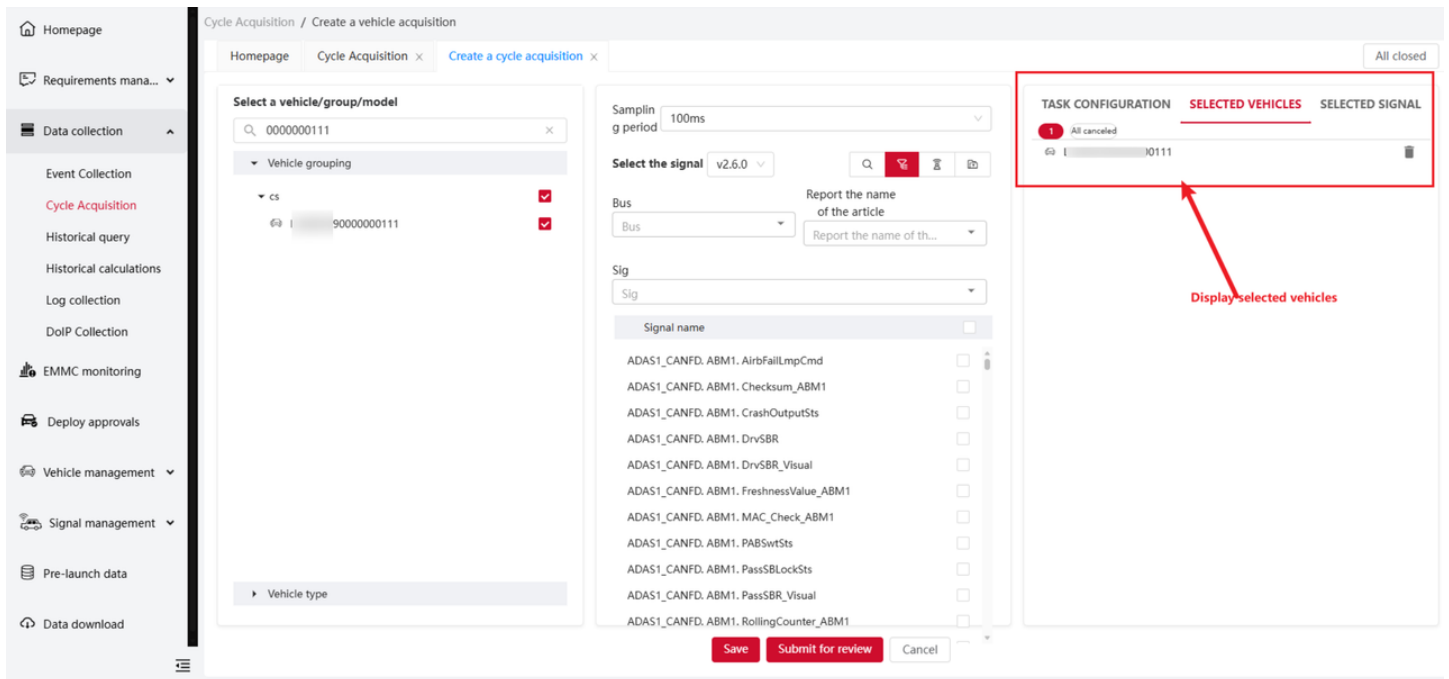 Homepage
Requirements mana...
Data collection
Event Collection
Cycle Acquisition
Historical query
Historical calculations
Log collection
DoIP Collection
EMMC monitoring
Deploy approvals
Vehicle management
Signal management
Pre-launch data
Data download
Cycle Acquisition / Create a vehicle acquisition
Homepage
Cycle Acquisition ×
Create a cycle acquisition ×
All closed
Select a vehicle/group/model
0000000111 ×
Vehicle grouping
cs
90000000111
Vehicle type
Samplin
g period
100ms
Select the signal v2.6.0
Bus
Bus
Report the name
of the article
Report the name of th...
Sig
Sig
Signal name
ADAS1_CANFD. ABM1. AirbFailLmpCmd
ADAS1_CANFD. ABM1. Checksum_ABM1
ADAS1_CANFD. ABM1. CrashOutputSts
ADAS1_CANFD. ABM1. DrvSBR
ADAS1_CANFD. ABM1. DrvSBR_Visual
ADAS1_CANFD. ABM1. FreshnessValue_ABM1
ADAS1_CANFD. ABM1. MAC_Check_ABM1
ADAS1_CANFD. ABM1. PABSwtSts
ADAS1_CANFD. ABM1. PassSBLockSts
ADAS1_CANFD. ABM1. PassSBR_Visual
ADAS1_CANFD. ABM1. RollingCounter_ABM1
Save
Submit for review
Cancel
TASK CONFIGURATION SELECTED VEHICLES SELECTED SIGNAL
1 All canceled
0111
Display selected vehicles